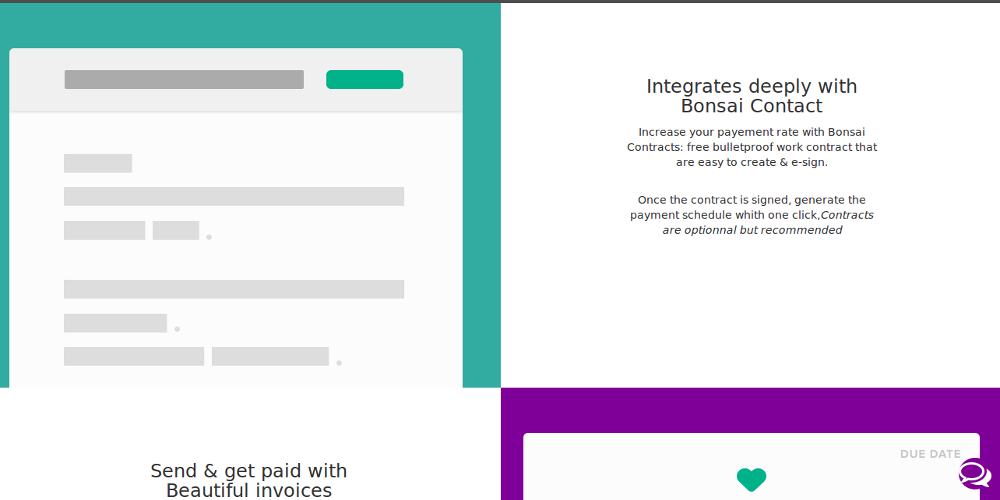 Integrates deeply with
Bonsai Contact
Increase your payement rate with Bonsai
Contracts: free bulletproof work contract that
are easy to create & e-sign.
Once the contract is signed, generate the
payment schedule whith one click,Contracts
are optionnal but recommended
Send & get paid with
Beautiful invoices
DUE DATE